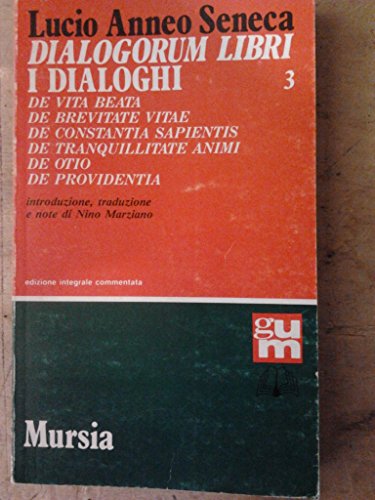 Lucio Anneo Seneca
DIALOGORUM LIBRI
I DIALOGHI 3
DE VITA BEATA
DE BREVITATE VITAE
DE CONSTANTIA SAPIENTIS
DE TRANQUILLITATE ANIMI
DE OTIO
DE PROVIDENTIA
introduzione, traduzione
e note di Nino Marziano
edizione integrale commentata
gum
Mursia